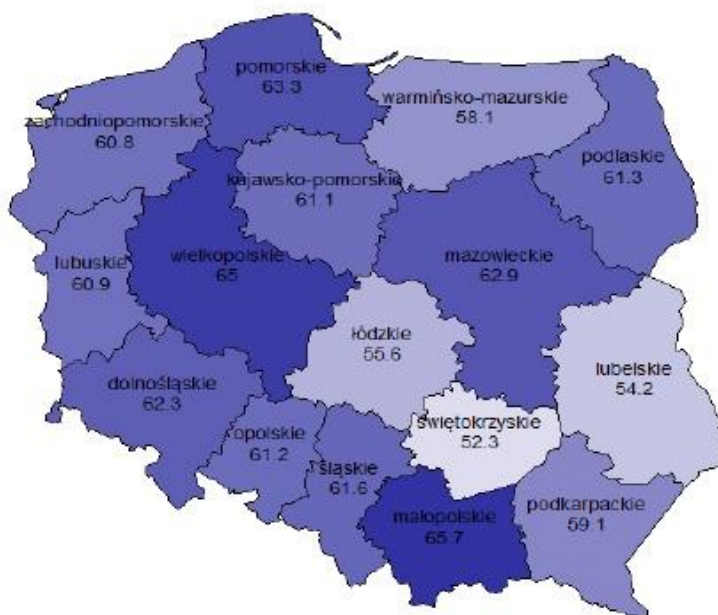 pomorskie
63.3
warmińsko-mazurskie
58.1
zachodniopomorskie
60.8
podlaskie
61.3
kujawsko-pomorskie
61.1
lubuskie
60.9
wielkopolskie
65
mazowieckie
62.9
łódzkie
55.6
lubelskie
54.2
dolnośląskie
62.3
świętokrzyskie
52.3
opolskie
61.2
śląskie
61.6
podkarpackie
59.1
małopolskie
65.7